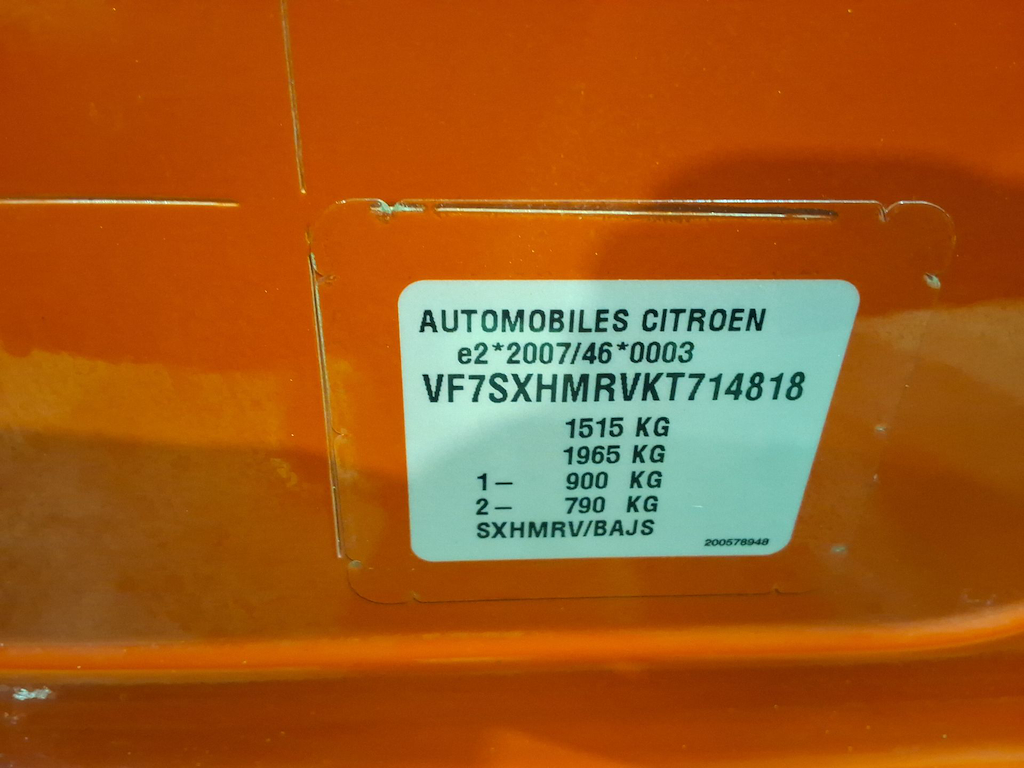 AUTOMOBILES CITROEN
e2*2007/46*0003
VF7SXHMRVKT714818
1515 KG
1965 KG
1– 900 KG
2– 790 KG
SXHMRV/BAJS
200578948